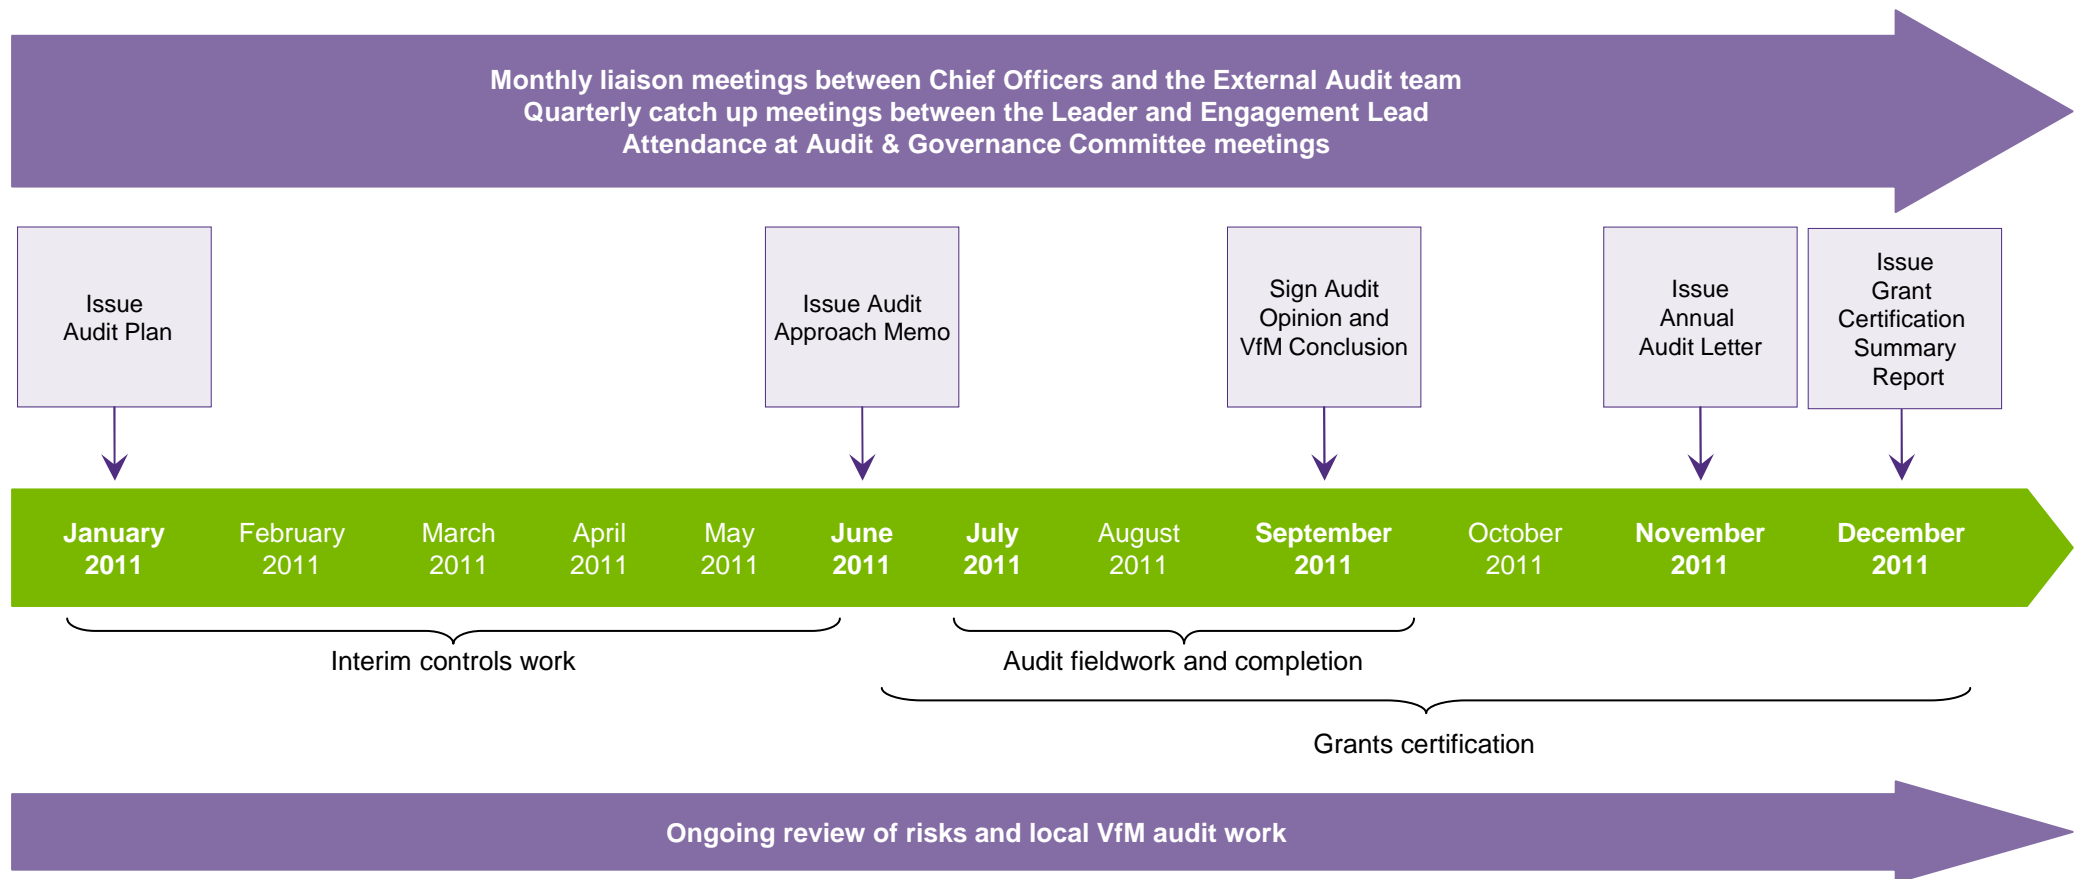 Monthly liaison meetings between Chief Officers and the External Audit team
Quarterly catch up meetings between the Leader and Engagement Lead
Attendance at Audit & Governance Committee meetings
Issue
Audit Plan
Issue Audit
Approach Memo
Sign Audit
Opinion and
VfM Conclusion
Issue
Annual
Audit Letter
Issue
Grant
Certification
Summary
Report
January
2011
February
2011
March
2011
April
2011
May
2011
June
2011
July
2011
August
2011
September
2011
October
2011
November
2011
December
2011
Interim controls work
Audit fieldwork and completion
Grants certification
Ongoing review of risks and local VfM audit work